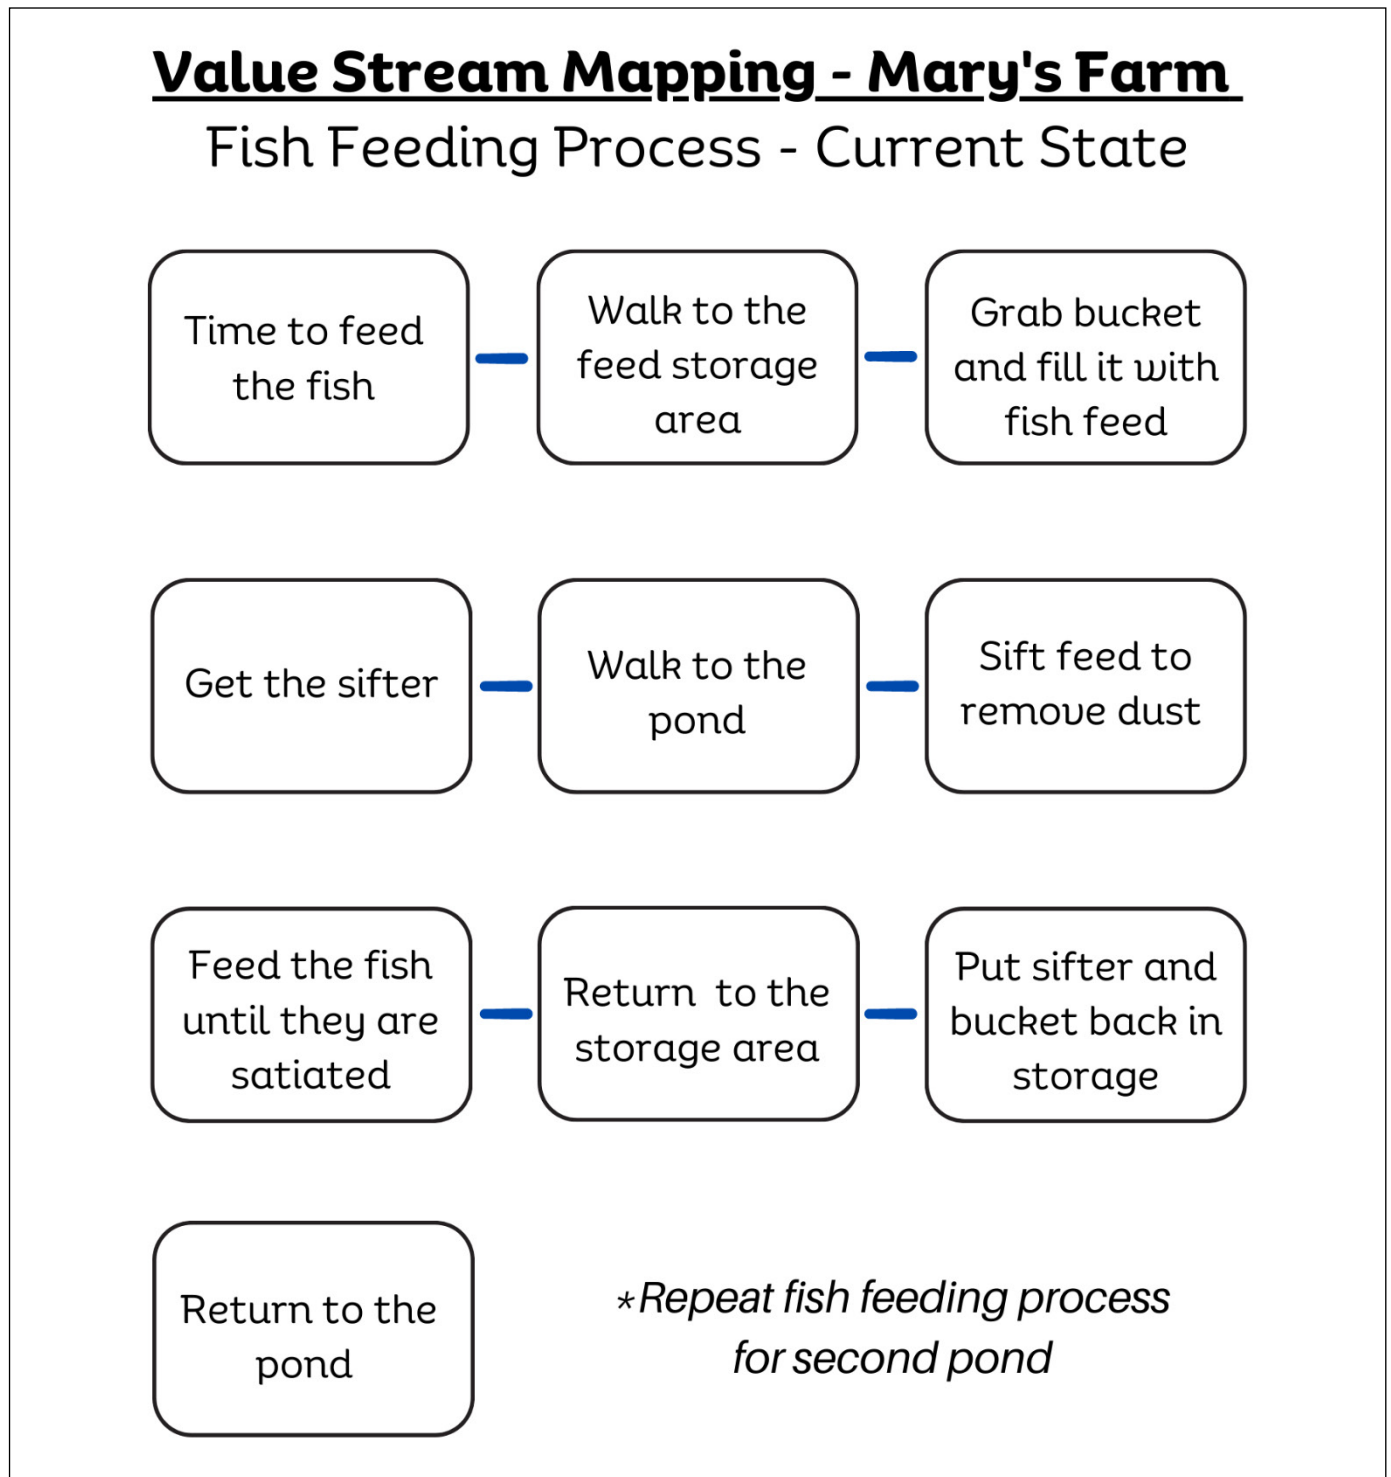 Value Stream Mapping - Mary's Farm
Fish Feeding Process - Current State
Time to feed
the fish
Walk to the
feed storage
area
Grab bucket
and fill it with
fish feed
Get the sifter
Walk to the
pond
Sift feed to
remove dust
Feed the fish
until they are
satiated
Return to the
storage area
Put sifter and
bucket back in
storage
Return to the
pond
*Repeat fish feeding process
for second pond